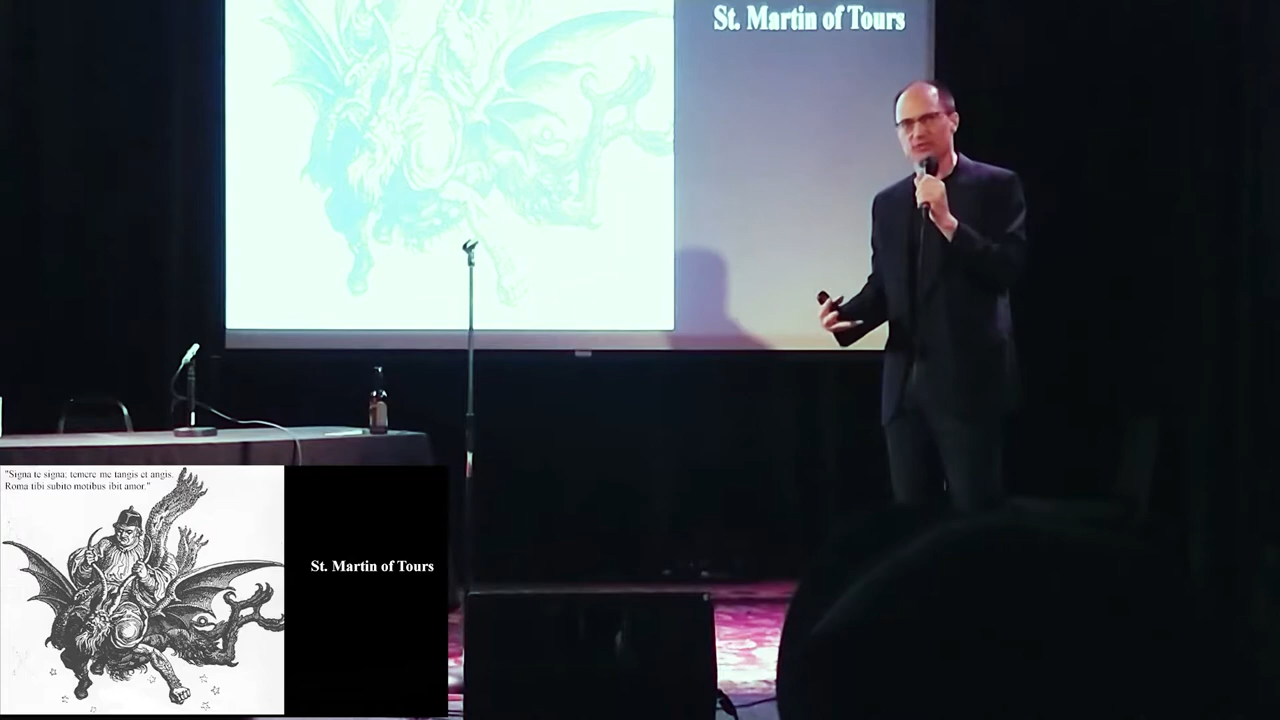 St. Martin of Tours
"Signa te signa; temere me tangis et angis.
Roma tibi subito motibus ibit amor."
St. Martin of Tours